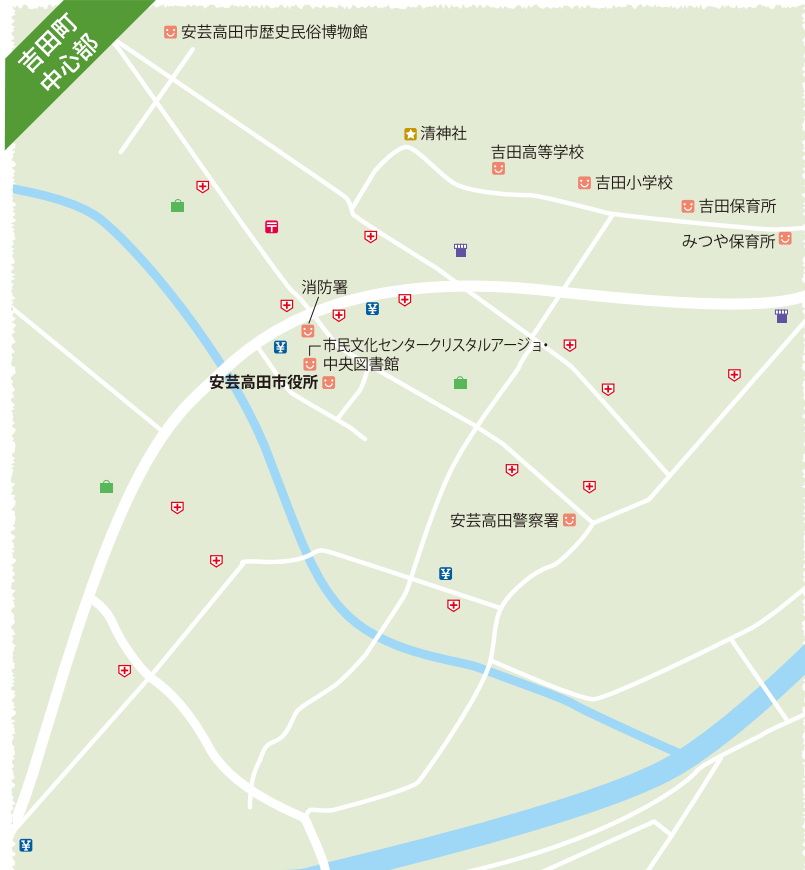 吉田町
中心部
安芸高田市歴史民俗博物館
清神社
吉田高等学校
吉田小学校
吉田保育所
みつや保育所
消防署
市民文化センタークリスタルアージョ・
中央図書館
安芸高田市役所
安芸高田警察署